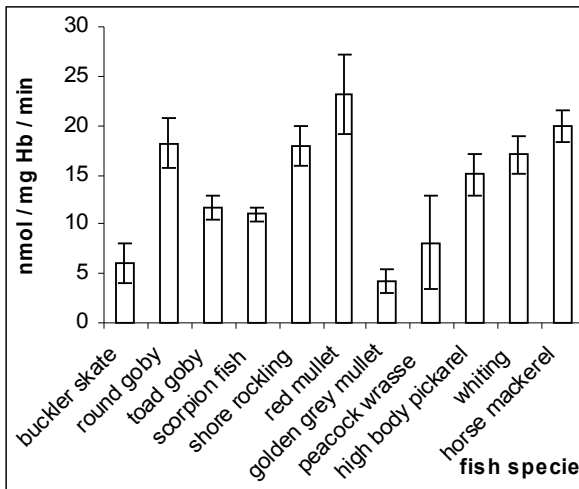 nmol / mg Hb / min
30
25
20
15
10
5
0
buckler skate
round goby
toad goby
scorpion fish
shore rockling
red mullet
golden grey mullet
peacock wrasse
high body pickarel
whiting
horse mackerel
fish specie